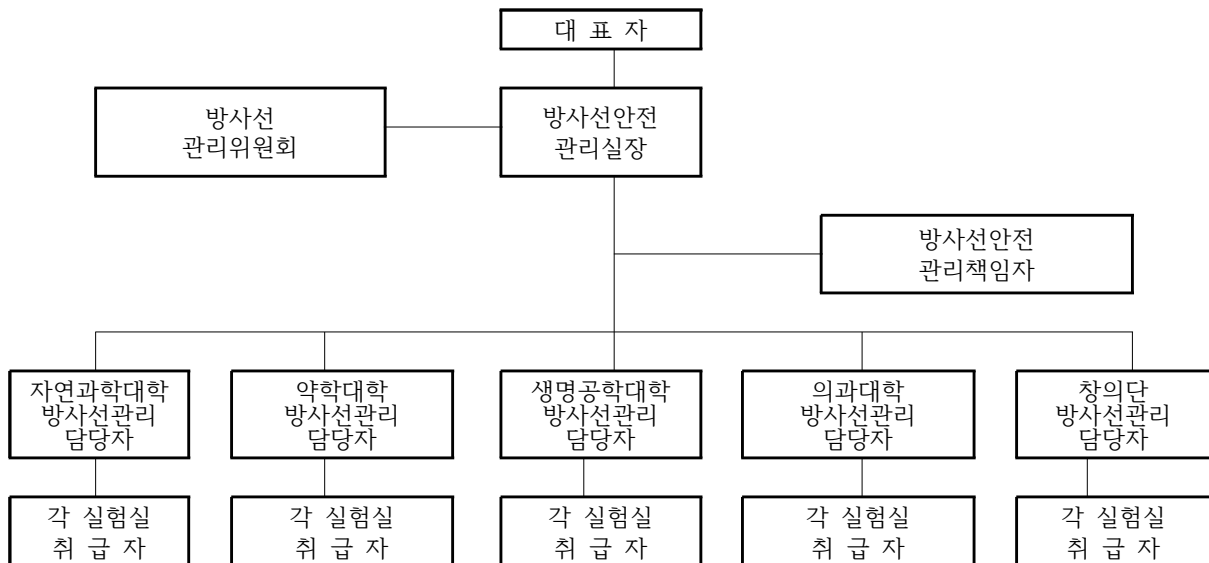 대 표 자
방사선
관리위원회
방사선안전
관리실장
방사선안전
관리책임자
자연과학대학
방사선관리
담당자
약학대학
방사선관리
담당자
생명공학대학
방사선관리
담당자
의과대학
방사선관리
담당자
창의단
방사선관리
담당자
각 실험실
취 급 자
각 실험실
취 급 자
각 실험실
취 급 자
각 실험실
취 급 자
각 실험실
취 급 자